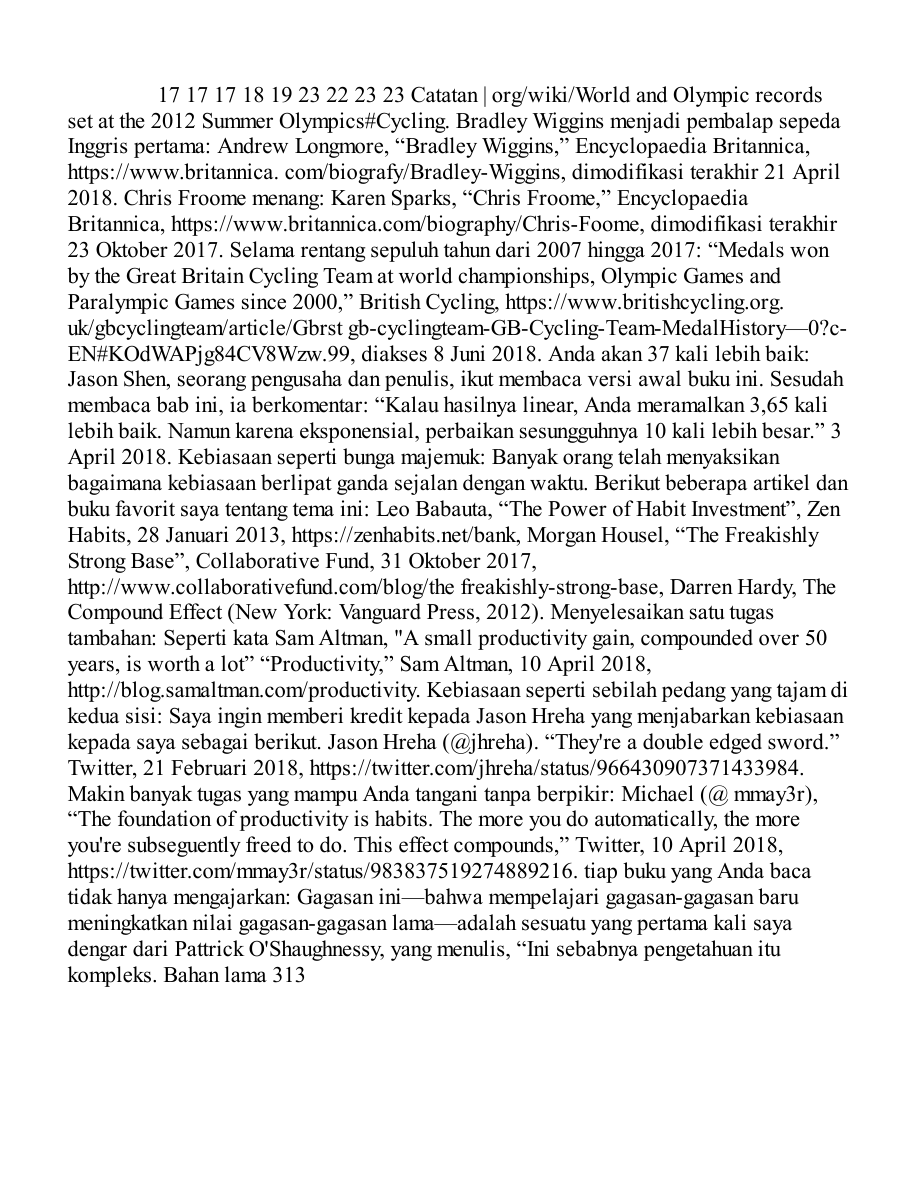 17 17 17 18 19 23 22 23 23 Catatan | org/wiki/World and Olympic records
set at the 2012 Summer Olympics#Cycling. Bradley Wiggins menjadi pembalap sepeda
Inggris pertama: Andrew Longmore, “Bradley Wiggins,” Encyclopaedia Britannica,
https://www.britannica. com/biografy/Bradley-Wiggins, dimodifikasi terakhir 21 April
2018. Chris Froome menang: Karen Sparks, “Chris Froome,” Encyclopaedia
Britannica, https://www.britannica.com/biography/Chris-Foome, dimodifikasi terakhir
23 Oktober 2017. Selama rentang sepuluh tahun dari 2007 hingga 2017: “Medals won
by the Great Britain Cycling Team at world championships, Olympic Games and
Paralympic Games since 2000,” British Cycling, https://www.britishcycling.org.
uk/gbcyclingteam/article/Gbrst gb-cyclingteam-GB-Cycling-Team-MedalHistory—0?c-
EN#KOdWAPjg84CV8Wzw.99, diakses 8 Juni 2018. Anda akan 37 kali lebih baik:
Jason Shen, seorang pengusaha dan penulis, ikut membaca versi awal buku ini. Sesudah
membaca bab ini, ia berkomentar: “Kalau hasilnya linear, Anda meramalkan 3,65 kali
lebih baik. Namun karena eksponensial, perbaikan sesungguhnya 10 kali lebih besar.” 3
April 2018. Kebiasaan seperti bunga majemuk: Banyak orang telah menyaksikan
bagaimana kebiasaan berlipat ganda sejalan dengan waktu. Berikut beberapa artikel dan
buku favorit saya tentang tema ini: Leo Babauta, “The Power of Habit Investment”, Zen
Habits, 28 Januari 2013, https://zenhabits.net/bank, Morgan Housel, “The Freakishly
Strong Base”, Collaborative Fund, 31 Oktober 2017,
http://www.collaborativefund.com/blog/the freakishly-strong-base, Darren Hardy, The
Compound Effect (New York: Vanguard Press, 2012). Menyelesaikan satu tugas
tambahan: Seperti kata Sam Altman, "A small productivity gain, compounded over 50
years, is worth a lot” “Productivity,” Sam Altman, 10 April 2018,
http://blog.samaltman.com/productivity. Kebiasaan seperti sebilah pedang yang tajam di
kedua sisi: Saya ingin memberi kredit kepada Jason Hreha yang menjabarkan kebiasaan
kepada saya sebagai berikut. Jason Hreha (@jhreha). “They're a double edged sword.”
Twitter, 21 Februari 2018, https://twitter.com/jhreha/status/966430907371433984.
Makin banyak tugas yang mampu Anda tangani tanpa berpikir: Michael (@ mmay3r),
“The foundation of productivity is habits. The more you do automatically, the more
you're subseguently freed to do. This effect compounds,” Twitter, 10 April 2018,
https://twitter.com/mmay3r/status/983837519274889216. tiap buku yang Anda baca
tidak hanya mengajarkan: Gagasan ini—bahwa mempelajari gagasan-gagasan baru
meningkatkan nilai gagasan-gagasan lama—adalah sesuatu yang pertama kali saya
dengar dari Pattrick O'Shaughnessy, yang menulis, “Ini sebabnya pengetahuan itu
kompleks. Bahan lama 313